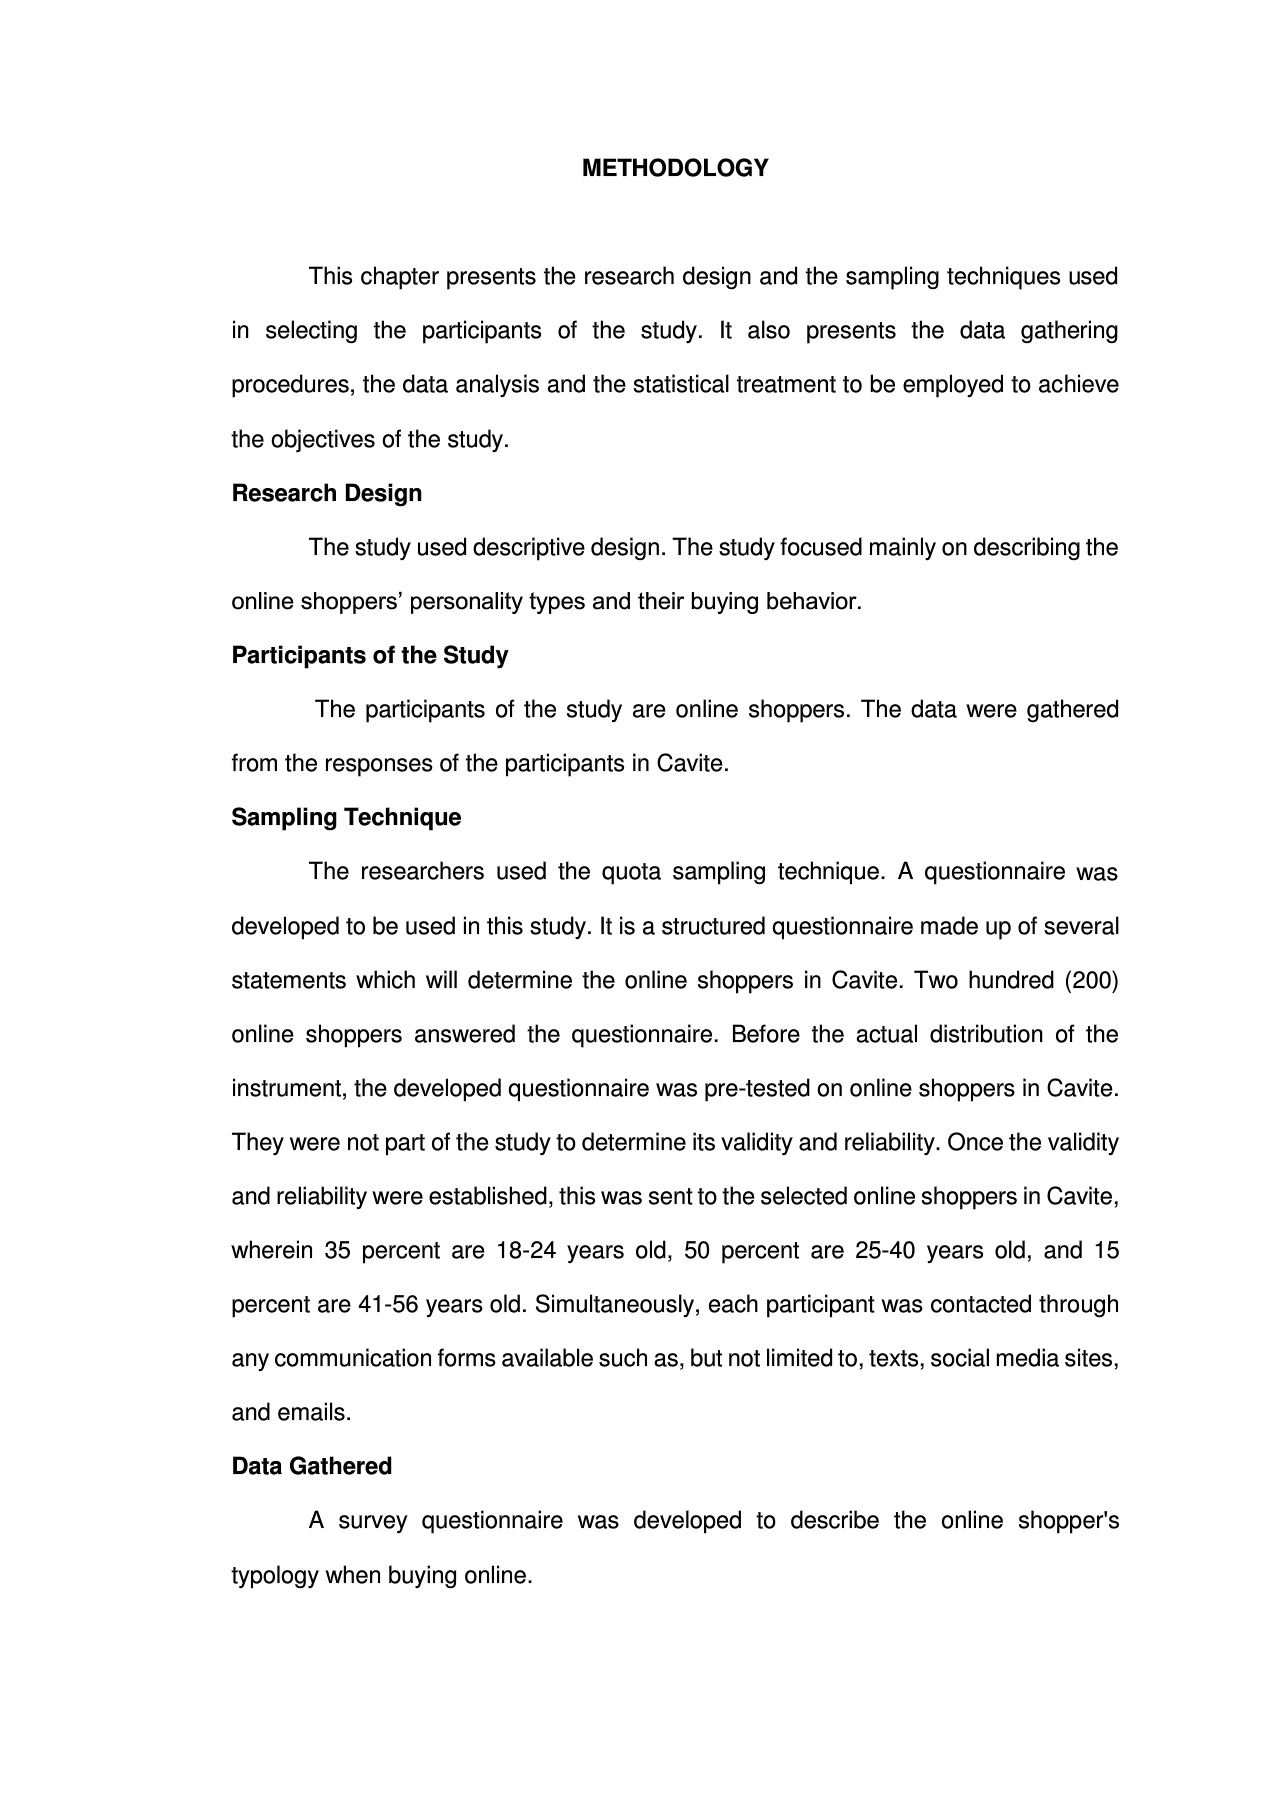 METHODOLOGY
This chapter presents the research design and the sampling techniques used
in selecting the participants of the study. It also presents the data gathering
procedures, the data analysis and the statistical treatment to be employed to achieve
the objectives of the study.
Research Design
The study used descriptive design. The study focused mainly on describing the
online shoppers’ personality types and their buying behavior.
Participants of the Study
The participants of the study are online shoppers. The data were gathered
from the responses of the participants in Cavite.
Sampling Technique
The researchers used the quota sampling technique. A questionnaire was
developed to be used in this study. It is a structured questionnaire made up of several
statements which will determine the online shoppers in Cavite. Two hundred (200)
online shoppers answered the questionnaire. Before the actual distribution of the
instrument, the developed questionnaire was pre-tested on online shoppers in Cavite.
They were not part of the study to determine its validity and reliability. Once the validity
and reliability were established, this was sent to the selected online shoppers in Cavite,
wherein 35 percent are 18-24 years old, 50 percent are 25-40 years old, and 15
percent are 41-56 years old. Simultaneously, each participant was contacted through
any communication forms available such as, but not limited to, texts, social media sites,
and emails.
Data Gathered
A survey questionnaire was developed to describe the online shopper's
typology when buying online.